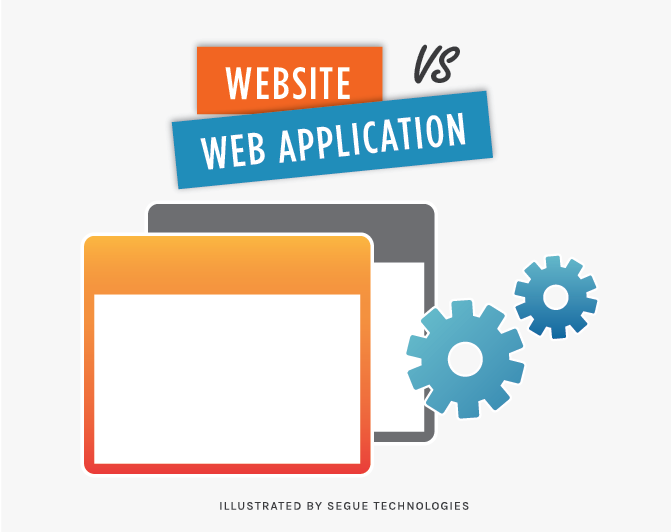 WEBSITE
VS
WEB APPLICATION
ILLUSTRATED BY SEGUE TECHNOLOGIES